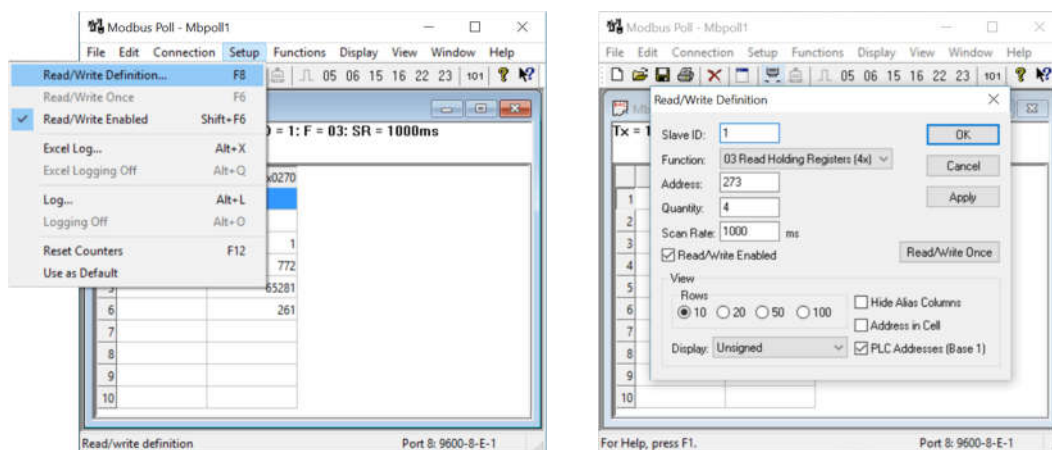 Modbus Poll - Mbpoll1
File Edit Connection Setup Functions Display View Window Help
05 06 15 16 22 23 101
Read/Write Definition... F8
Read/Write Once F6
Read/Write Enabled Shift+F6
Excel Log... Alt+X
Excel Logging Off Alt+Q
Log... Alt+L
Logging Off Alt+O
Reset Counters F12
Use as Default
= 1: F = 03: SR = 1000ms
x0270
1
772
65281
6 261
7
8
9
10
Read/write definition Port 8: 9600-8-E-1
Modbus Poll - Mbpoll1
File Edit Connection Setup Functions Display View Window Help
05 06 15 16 22 23 101
Tx = 1
1
2
3
4
5
6
7
8
9
10
Read/Write Definition
Slave ID: 1 OK
Function: 03 Read Holding Registers (4x) Cancel
Address: 273 Apply
Quantity: 4
Scan Rate: 1000 ms
Read/Write Enabled Read/Write Once
View
Rows
10 20 50 100 Hide Alias Columns
Address in Cell
Display: Unsigned PLC Addresses (Base 1)
For Help, press F1. Port 8: 9600-8-E-1